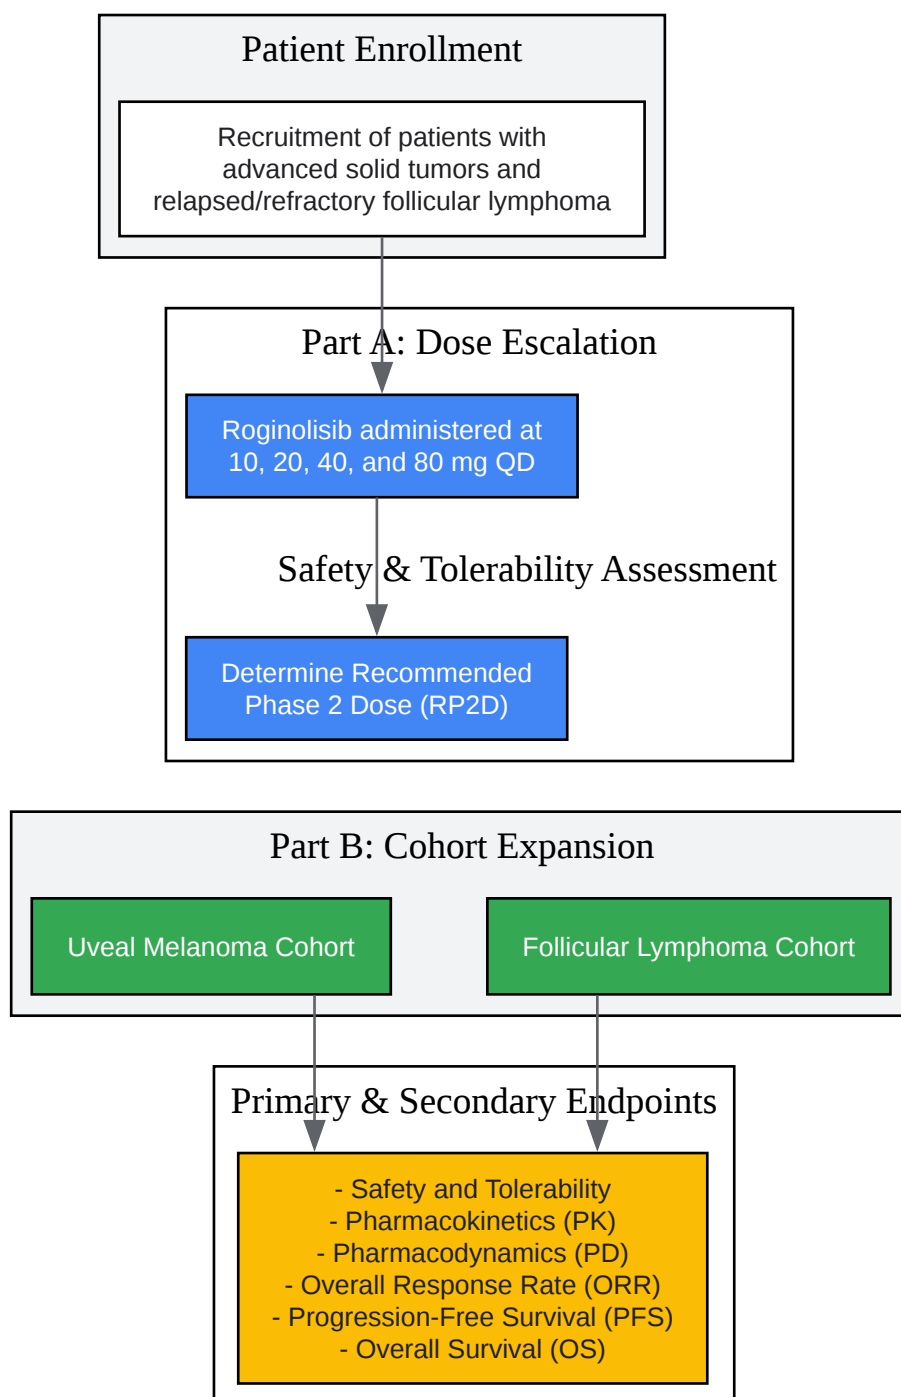 Patient Enrollment
Recruitment of patients with
advanced solid tumors and
relapsed/refractory follicular lymphoma
Part A: Dose Escalation
Roginolisib administered at
10, 20, 40, and 80 mg QD
Safety & Tolerability Assessment
Determine Recommended
Phase 2 Dose (RP2D)
Part B: Cohort Expansion
Uveal Melanoma Cohort
Follicular Lymphoma Cohort
Primary & Secondary Endpoints
- Safety and Tolerability
- Pharmacokinetics (PK)
- Pharmacodynamics (PD)
- Overall Response Rate (ORR)
- Progression-Free Survival (PFS)
- Overall Survival (OS)